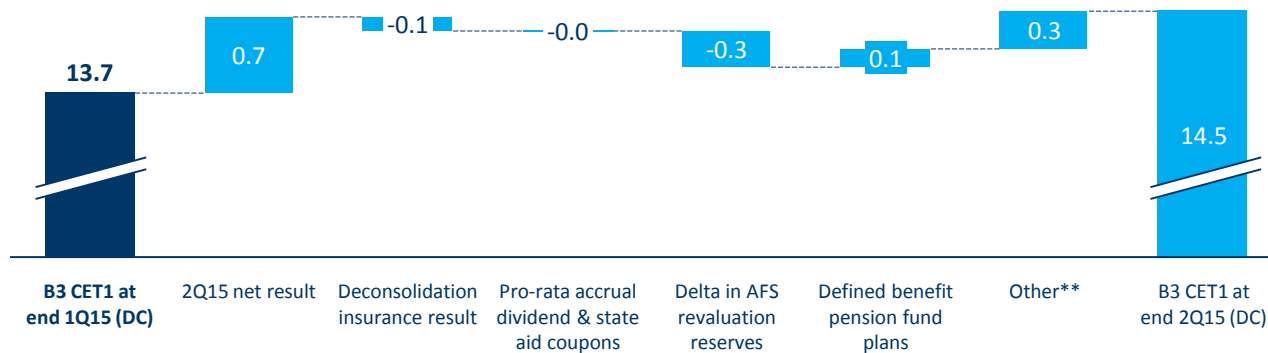 13.7
0.7
-0.1
-0.0
-0.3
0.1
0.3
14.5
B3 CET1 at
end 1Q15 (DC)
2Q15 net result
Deconsolidation
insurance result
Pro-rata accrual
dividend & state
aid coupons
Delta in AFS
revaluation
reserves
Defined benefit
pension fund
plans
Other**
B3 CET1 at
end 2Q15 (DC)